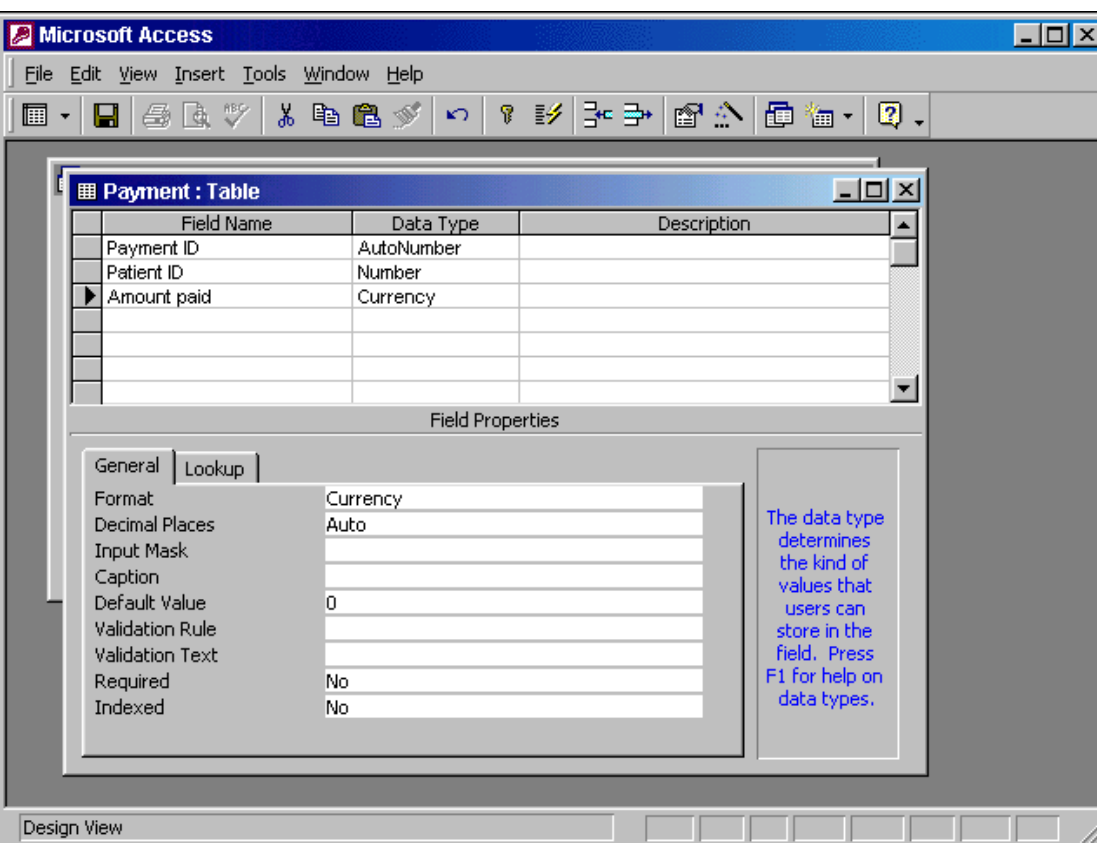 Microsoft Access
File Edit View Insert Tools Window Help
ABC
Payment : Table
Field Name Data Type Description
Payment ID AutoNumber
Patient ID Number
Amount paid Currency
Field Properties
General Lookup
Format Currency
Decimal Places Auto
Input Mask
Caption
Default Value 0
Validation Rule
Validation Text
Required No
Indexed No
The data type
determines
the kind of
values that
users can
store in the
field. Press
F1 for help on
data types.
Design View